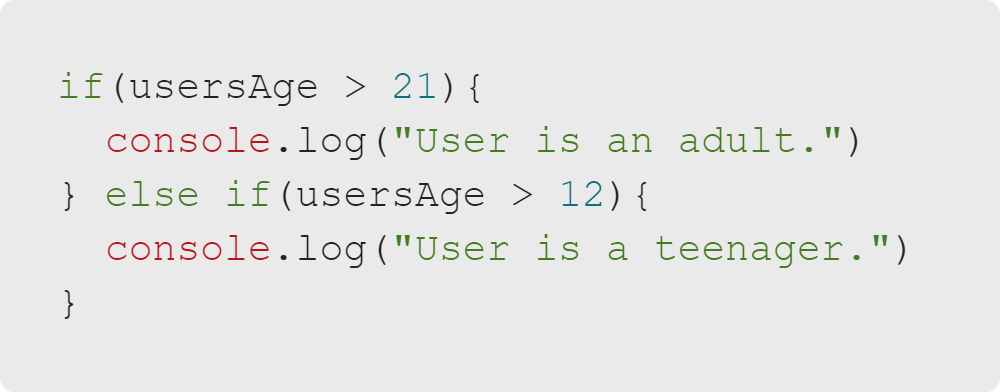 if(usersAge > 21){
  console.log("User is an adult.")
} else if(usersAge > 12){
  console.log("User is a teenager.")
}